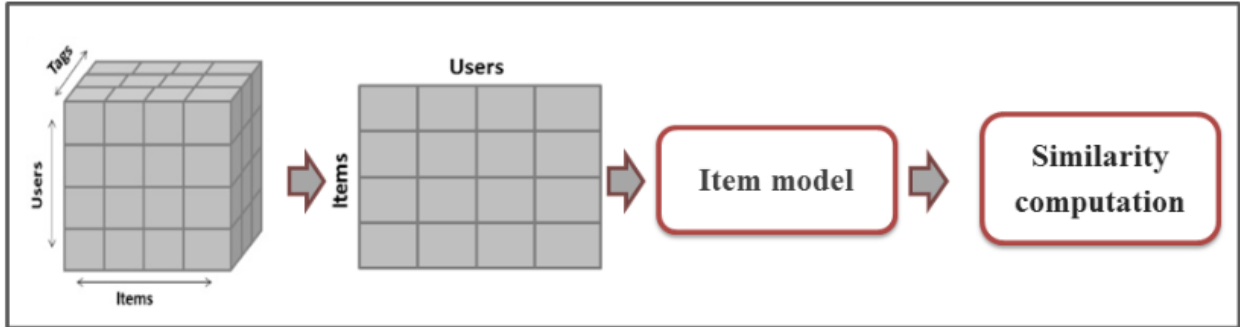 Tags
Users
Items
Users
Items
Item model
Similarity
computation